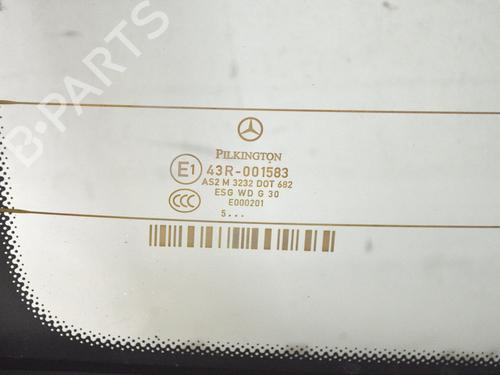 B-PARTS
PILKINGTON
E1 43R-001583
AS2 M 3232 DOT 682
CCC ESG WD G 30
E000201
5...